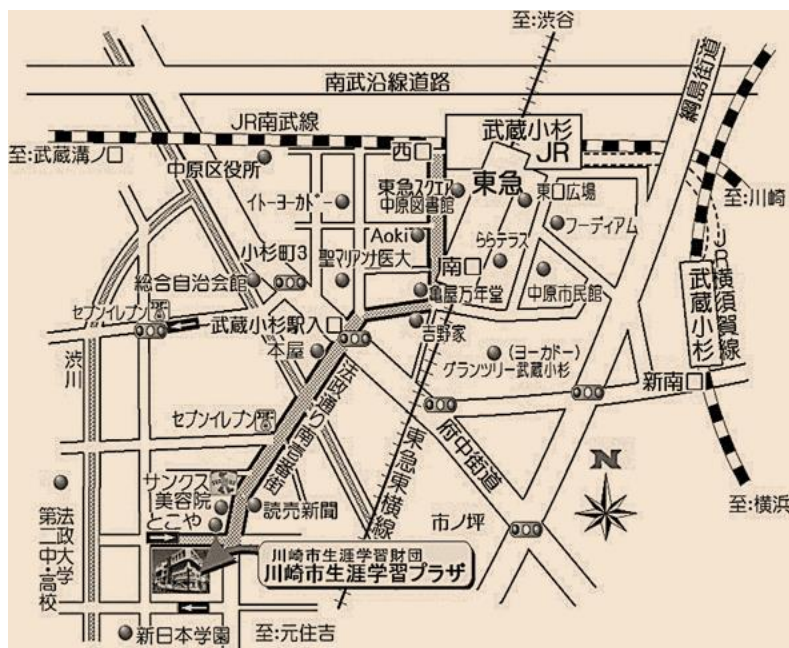 至:渋谷
南武沿線道路
綱島街道
JR南武線
武蔵小杉
JR
西口
至:武蔵溝ノ口
中原区役所
東急スクエア
中原図書館
東急
東口広場
至:川崎
イトーヨーカドー
フーディアム
Aoki
ららテラス
小杉町3
聖マリアンナ医大
南口
総合自治会館
亀屋万年堂
中原市民館
JR横須賀線
武蔵小杉
セブンイレブン
武蔵小杉駅入口
吉野家
本屋
(ヨーカドー)
グランツリー武蔵小杉
新南口
渋川
法政通り南吉番街
セブンイレブン
府中街道
東急東横線
N
サンクス
美容院
とこや
読売新聞
市ノ坪
至:横浜
法政大学
第二中・高校
川崎市生涯学習財団
川崎市生涯学習プラザ
新日本学園
至:元住吉